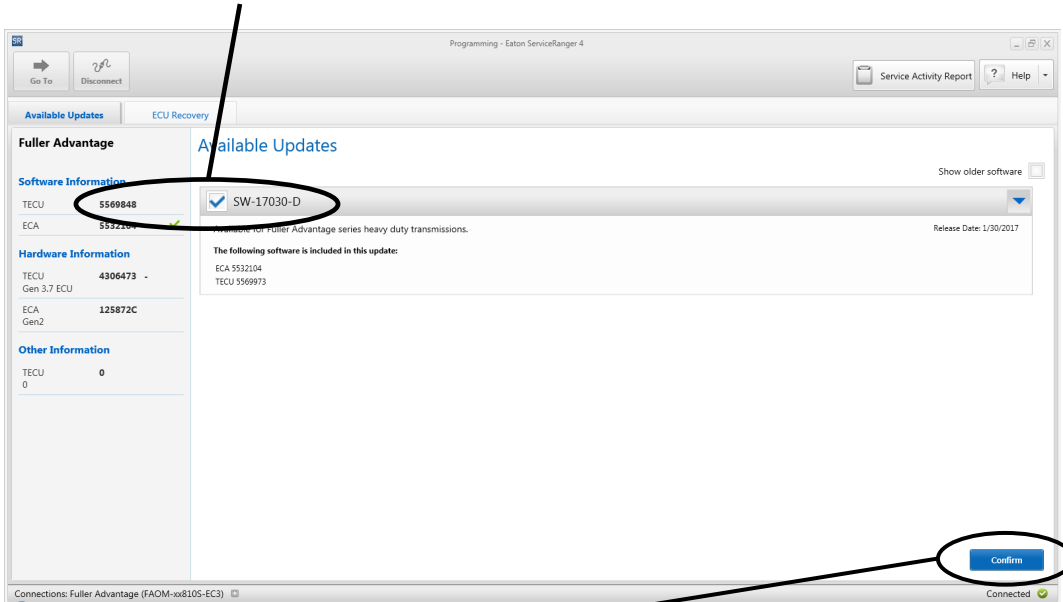 SR
Programming - Eaton ServiceRanger 4
Go To
Disconnect
Service Activity Report
? Help
Available Updates
ECU Recovery
Fuller Advantage
Software Information
TECU 5569848
ECA 5532104
Hardware Information
TECU 4306473 -
Gen 3.7 ECU
ECA 125872C
Gen2
Other Information
TECU 0
0
Available Updates
Show older software
SW-17030-D
Available for Fuller Advantage series heavy duty transmissions.
Release Date: 1/30/2017
The following software is included in this update:
ECA 5532104
TECU 5569973
Confirm
Connections: Fuller Advantage (FAOM-xx810S-EC3)
Connected